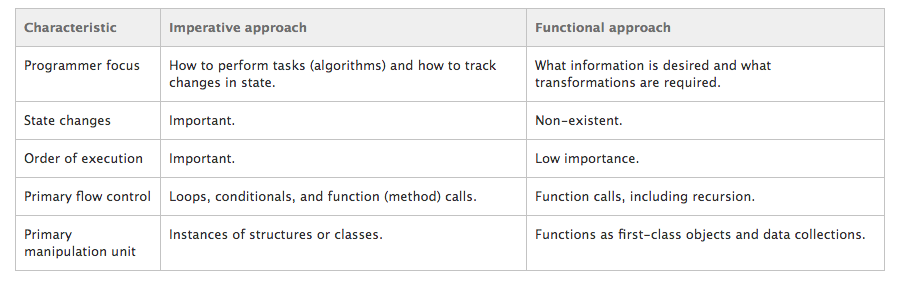 Characteristic Imperative approach Functional approach
Programmer focus How to perform tasks (algorithms) and how to track What information is desired and what
changes in state. transformations are required.
State changes Important. Non-existent.
Order of execution Important. Low importance.
Primary flow control Loops, conditionals, and function (method) calls. Function calls, including recursion.
Primary Instances of structures or classes. Functions as first-class objects and data collections.
manipulation unit